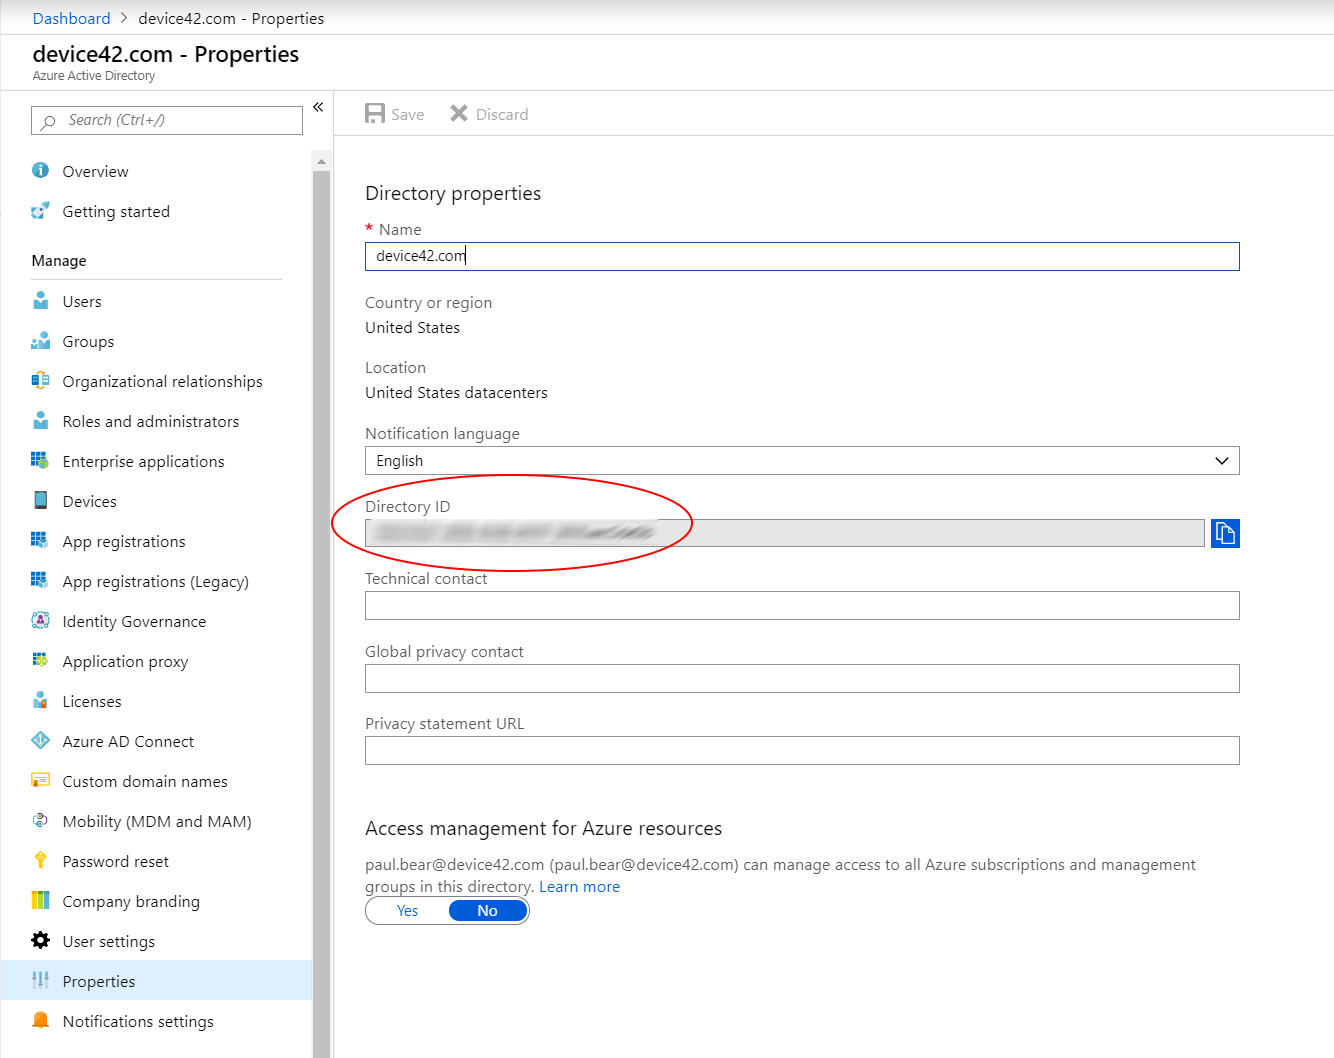 Dashboard > device42.com - Properties
device42.com - Properties
Azure Active Directory
Search (Ctrl+/)
Overview
Getting started
Manage
Users
Groups
Organizational relationships
Roles and administrators
Enterprise applications
Devices
App registrations
App registrations (Legacy)
Identity Governance
Application proxy
Licenses
Azure AD Connect
Custom domain names
Mobility (MDM and MAM)
Password reset
Company branding
User settings
Properties
Notifications settings
Save Discard
Directory properties
* Name
device42.com
Country or region
United States
Location
United States datacenters
Notification language
English
Directory ID
Technical contact
Global privacy contact
Privacy statement URL
Access management for Azure resources
paul.bear@device42.com (paul.bear@device42.com) can manage access to all Azure subscriptions and management
groups in this directory. Learn more
Yes No